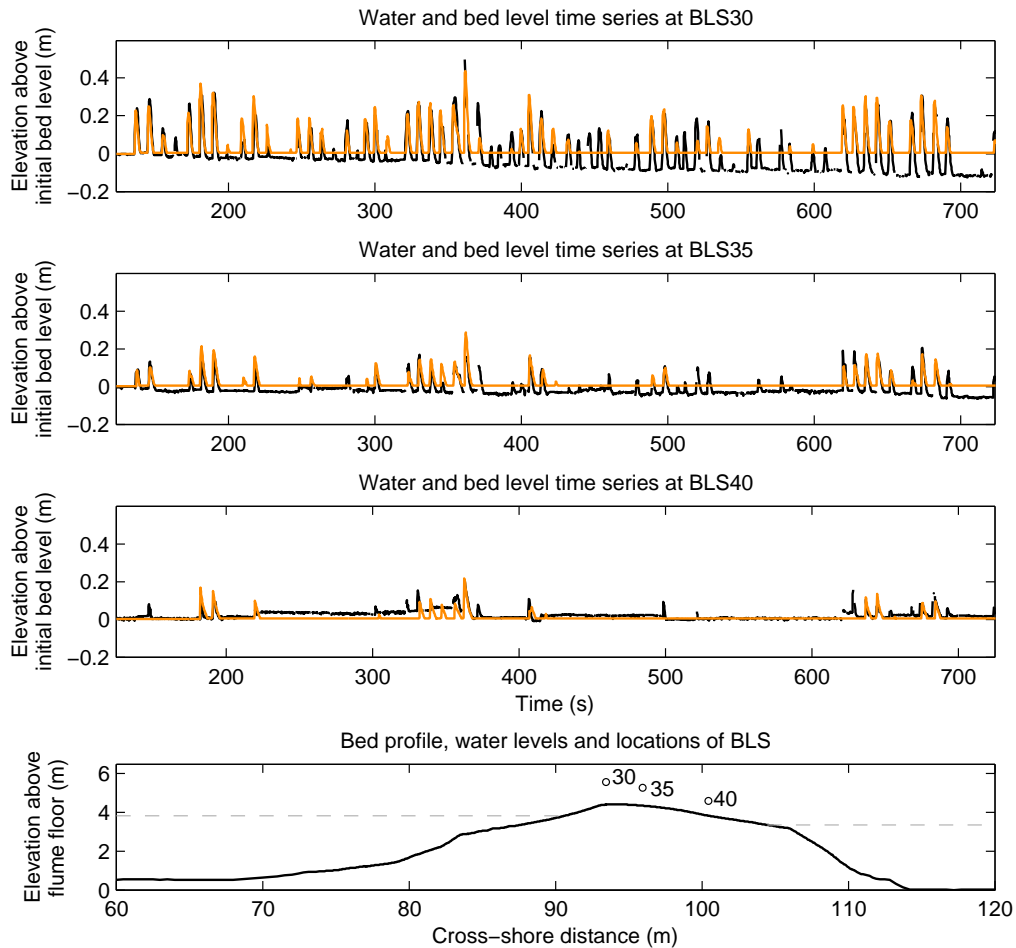 Water and bed level time series at BLS30
Elevation above
initial bed level (m)
0.4
0.2
0
−0.2
200 300 400 500 600 700
Water and bed level time series at BLS35
Elevation above
initial bed level (m)
0.4
0.2
0
−0.2
200 300 400 500 600 700
Water and bed level time series at BLS40
Elevation above
initial bed level (m)
0.4
0.2
0
−0.2
200 300 400 500 600 700
Time (s)
Bed profile, water levels and locations of BLS
Elevation above
flume floor (m)
6
4
2
0
30
35
40
60 70 80 90 100 110 120
Cross−shore distance (m)